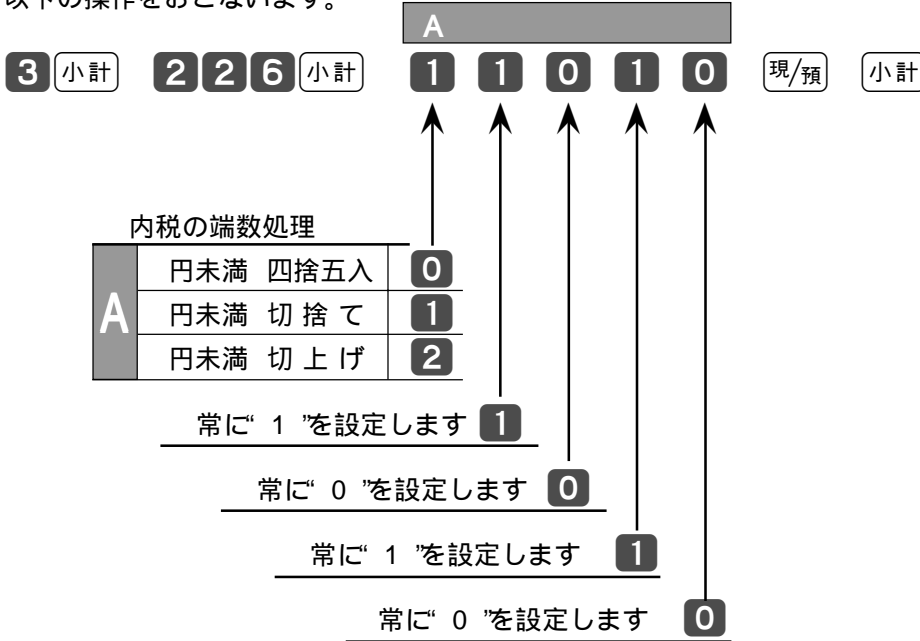 以下の操作をおこないます。
A
3 小計 2 2 6 小計 1 1 0 1 0 現/預 小計
内税の端数処理
A
円未満 四捨五入 0
円未満 切 捨 て 1
円未満 切 上 げ 2
常に“ 1 ”を設定します 1
常に“ 0 ”を設定します 0
常に“ 1 ”を設定します 1
常に“ 0 ”を設定します 0